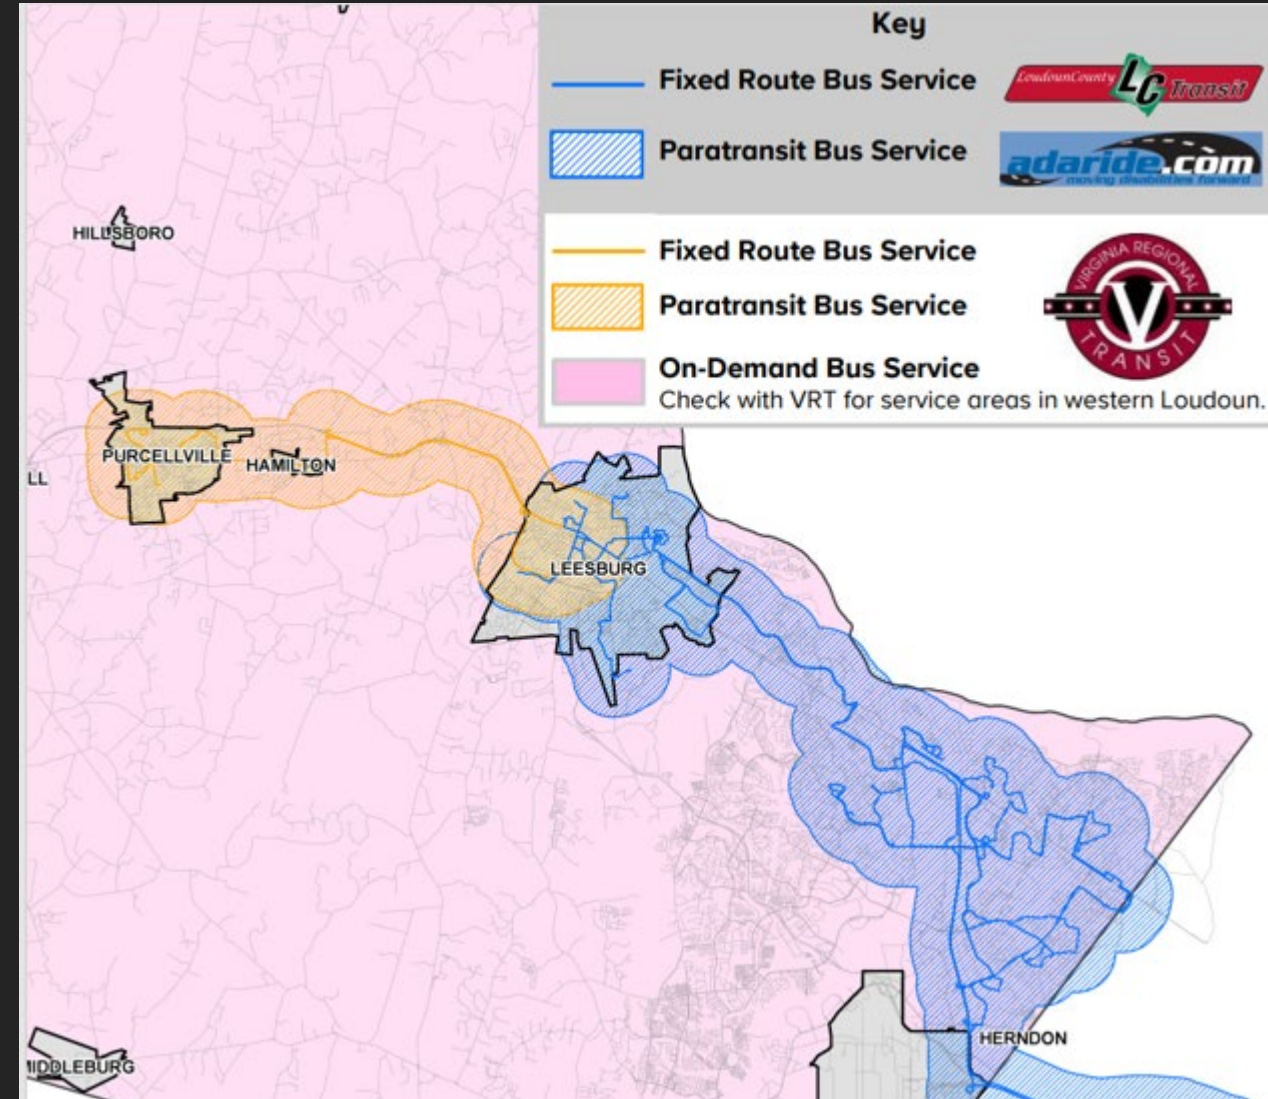 Key
Fixed Route Bus Service
LoudounCounty LC Transit
Paratransit Bus Service
adaride.com
moving disabilities forward
Fixed Route Bus Service
VIRGINIA REGIONAL
V
TRANSIT
Paratransit Bus Service
On-Demand Bus Service
Check with VRT for service areas in western Loudoun.
HILLSBORO
PURCELLVILLE
HAMILTON
LL
LEESBURG
HERNDON
MIDDLEBURG